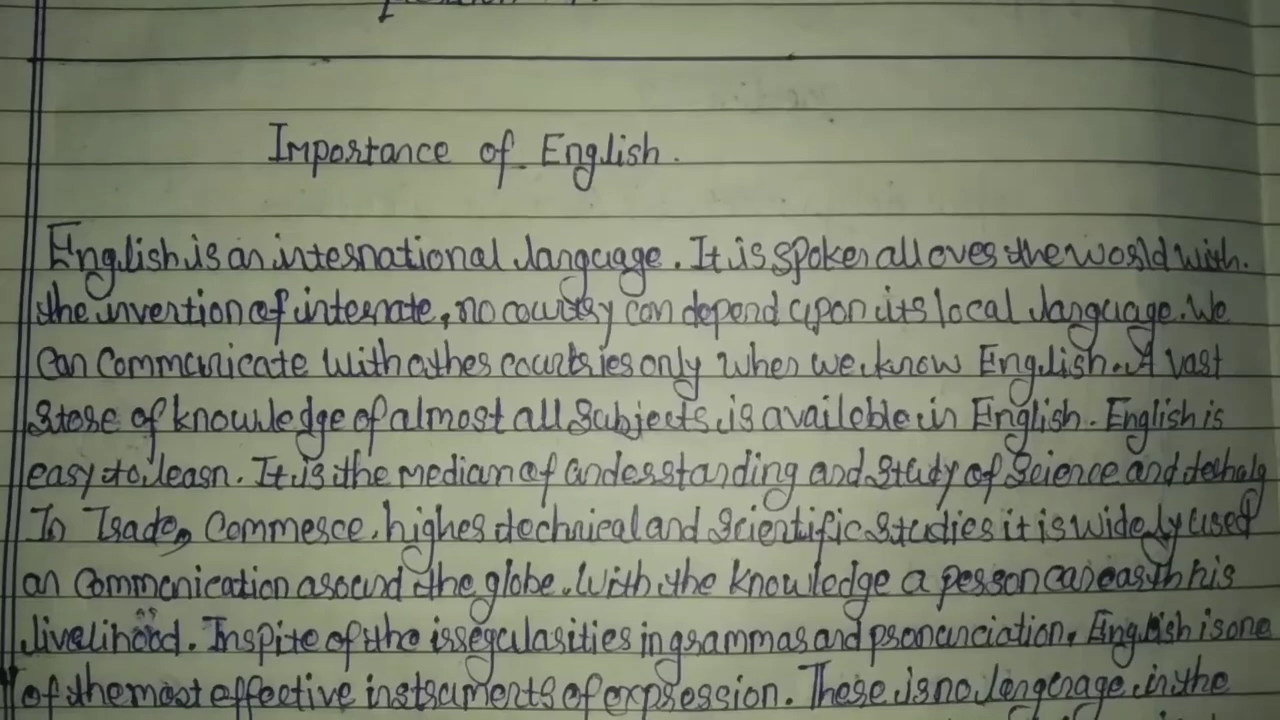 Importance of English.
English is an international language. It is spoken all over the world with.
the invention of internate, no country can depend upon its local language. We
can communicate with other countries only when we know English. A vast
store of knowledge of almost all subjects is available in English. English is
easy to learn. It is the medium of understanding and study of science and
In Trade, Commerce, higher technical and scientific studies it is widely used
an communication around the globe. With the knowledge a person can earn his
livelihood. Inspite of the irregularities in grammar and pronunciation, English is one
of the most effective instruments of expression. There is no lengerage in the